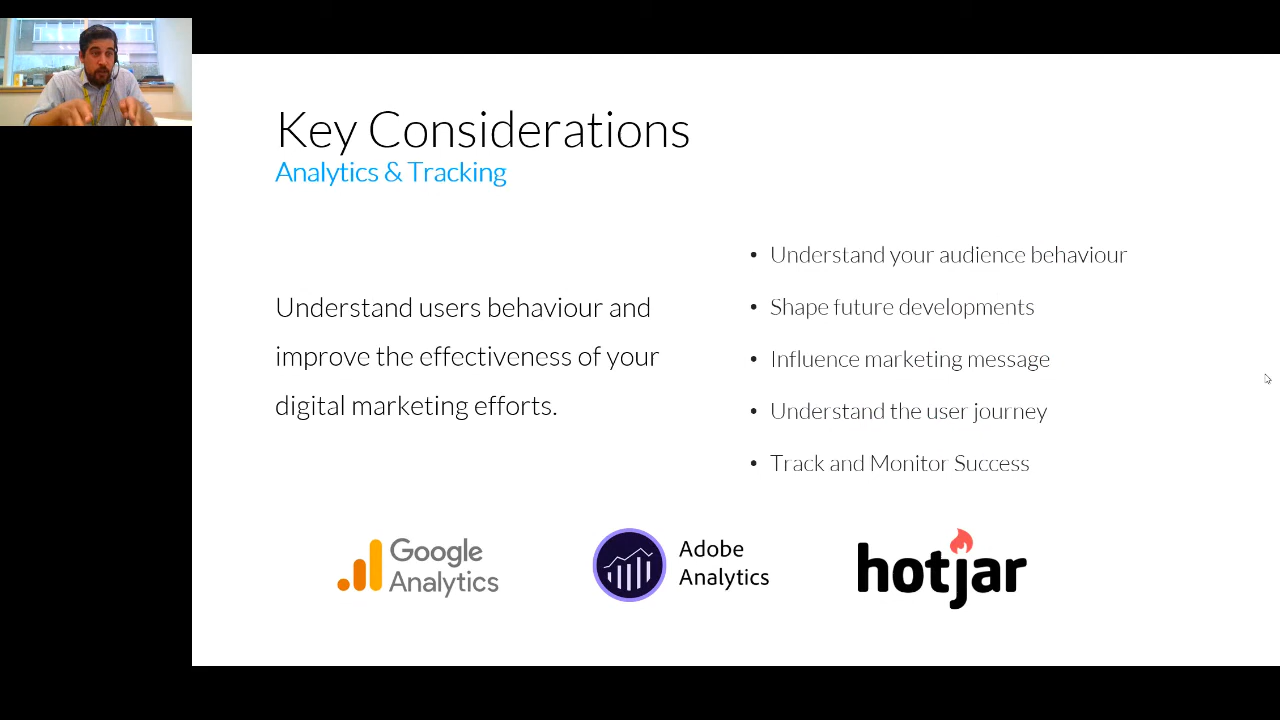 Key Considerations
Analytics & Tracking
Understand users behaviour and
improve the effectiveness of your
digital marketing efforts.
• Understand your audience behaviour
• Shape future developments
• Influence marketing message
• Understand the user journey
• Track and Monitor Success
Google
Analytics
Adobe
Analytics
hotjar